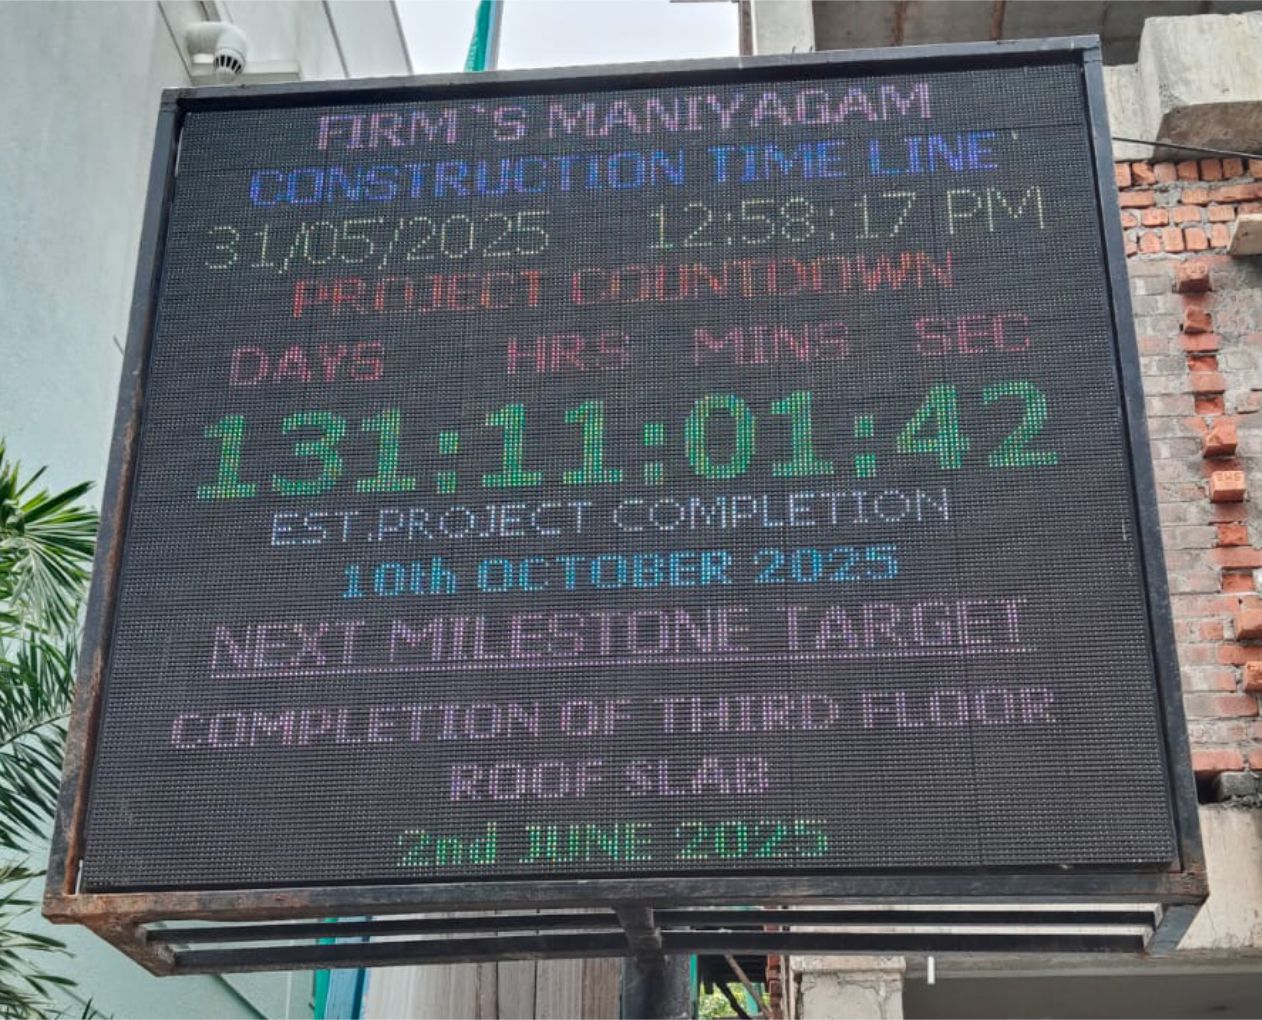 FIRM`S MANIYAGAM
CONSTRUCTION TIME LINE'
31/05/2025 12:58:17 PM
PROJECT COUNTDOWN
DAYS HRS MINS SEC
131:11:01:42
EST.PROJECT COMPLETION
10th OCTOBER 2025
NEXT MILESTONE TARGET
COMPLETION OF THIRD FLOOR
ROOF SLAB
2nd JUNE 2025